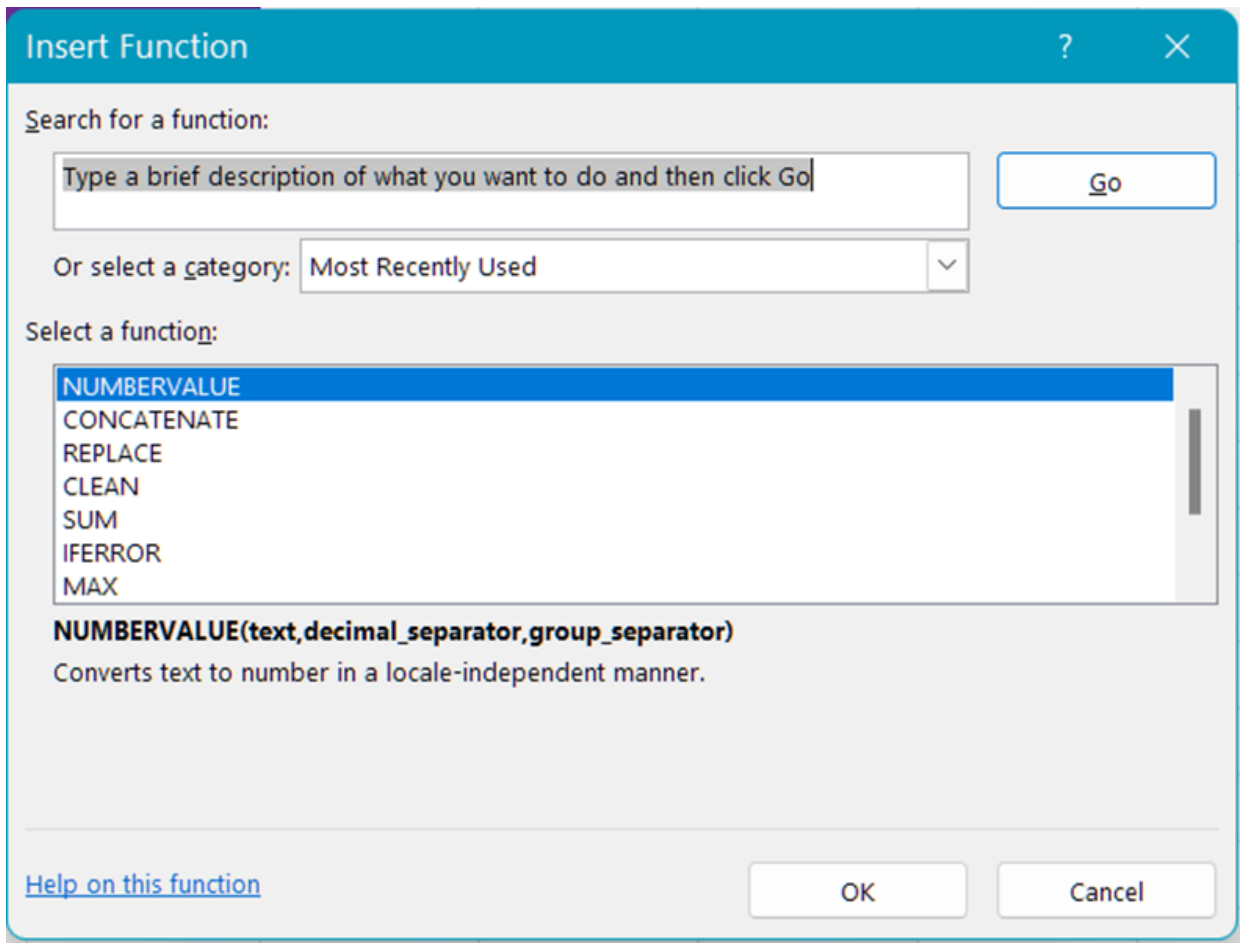 Insert Function ?
Search for a function:
Type a brief description of what you want to do and then click Go
Go
Or select a category: Most Recently Used
Select a function:
NUMBERVALUE
CONCATENATE
REPLACE
CLEAN
SUM
IFERROR
MAX
NUMBERVALUE(text,decimal_separator,group_separator)
Converts text to number in a locale-independent manner.
Help on this function
OK
Cancel